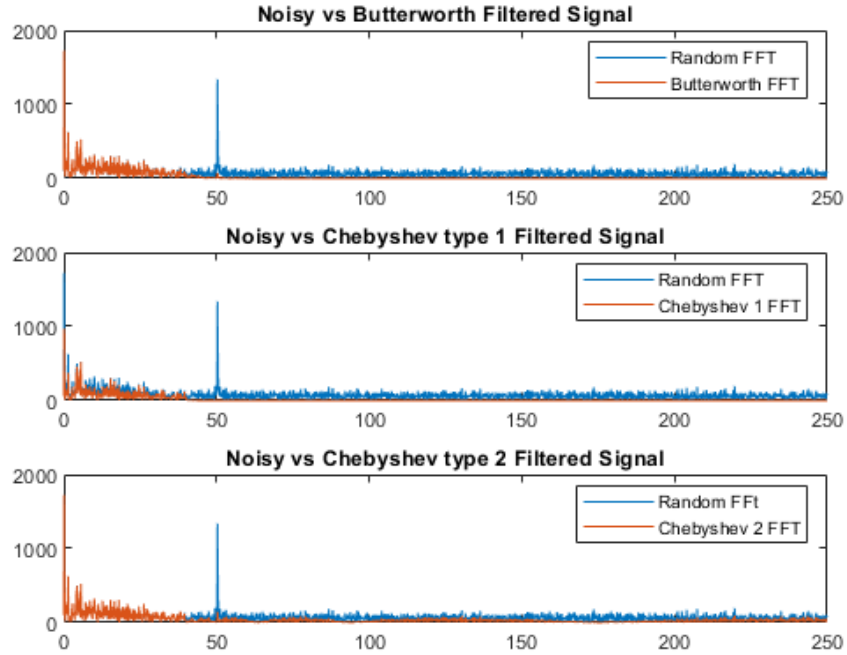 Noisy vs Butterworth Filtered Signal
2000
1000
0
Random FFT
Butterworth FFT
0 50 100 150 200 250
Noisy vs Chebyshev type 1 Filtered Signal
2000
1000
0
Random FFT
Chebyshev 1 FFT
0 50 100 150 200 250
Noisy vs Chebyshev type 2 Filtered Signal
2000
1000
0
Random FFt
Chebyshev 2 FFT
0 50 100 150 200 250